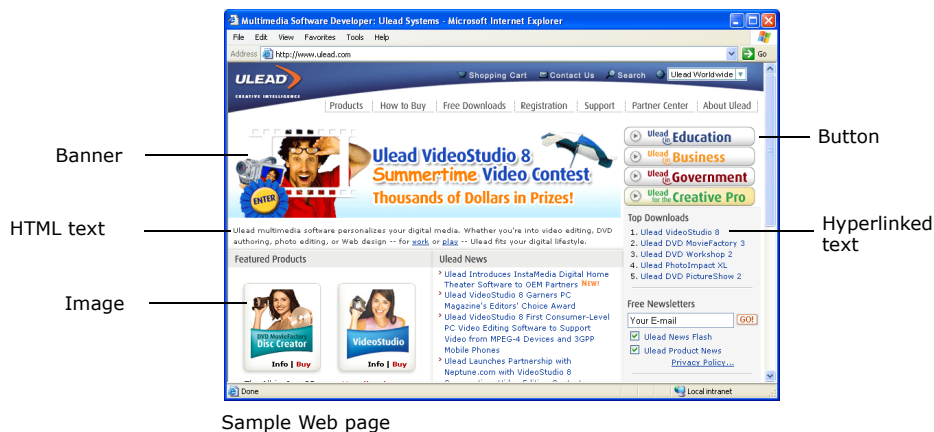 Multimedia Software Developer: Ulead Systems - Microsoft Internet Explorer
File Edit View Favorites Tools Help
Address http://www.ulead.com Go
ULEAD
CREATIVE INTELLIGENCE
Shopping Cart Contact Us Search Ulead Worldwide
Products How to Buy Free Downloads Registration Support Partner Center About Ulead
Banner
ENTER
Ulead VideoStudio 8
Summertime Video Contest
Thousands of Dollars in Prizes!
Ulead in Education
Ulead in Business
Ulead in Government
Ulead for the Creative Pro
Button
HTML text
Ulead multimedia software personalizes your digital media. Whether you're into video editing, DVD
authoring, photo editing, or Web design -- for work or play -- Ulead fits your digital lifestyle.
Top Downloads
1. Ulead VideoStudio 8
2. Ulead DVD MovieFactory 3
3. Ulead DVD Workshop 2
4. Ulead PhotoImpact XL
5. Ulead DVD PictureShow 2
Hyperlinked
text
Featured Products
Image
DVD MovieFactory
Disc Creator
Info | Buy
VideoStudio
Info | Buy
Ulead News
Ulead Introduces InstaMedia Digital Home
Theater Software to OEM Partners NEW!
Ulead VideoStudio 8 Garners PC
Magazine's Editors' Choice Award
Ulead VideoStudio 8 First Consumer-Level
PC Video Editing Software to Support
Video from MPEG-4 Devices and 3GPP
Mobile Phones
Ulead Launches Partnership with
Neptune.com with VideoStudio 8
Free Newsletters
Your E-mail GO!
Ulead News Flash
Ulead Product News
Privacy Policy...
Done Local intranet
Sample Web page